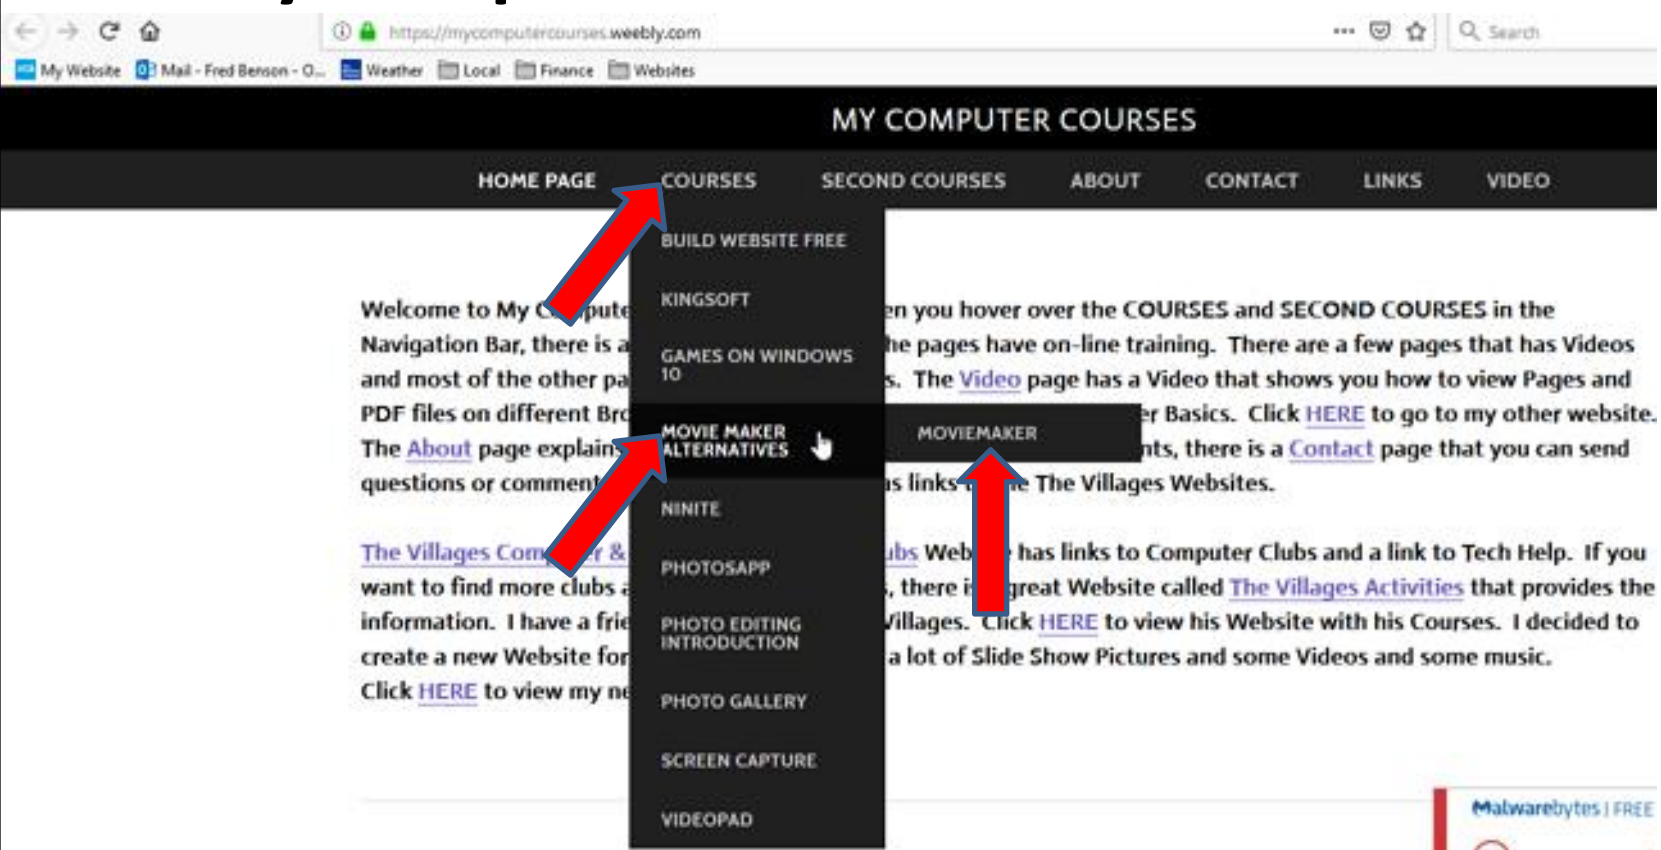 https://mycomputercourses.weebly.com
Search
My Website Mail - Fred Benson - O... Weather Local Finance Websites
MY COMPUTER COURSES
HOME PAGE COURSES SECOND COURSES ABOUT CONTACT LINKS VIDEO
BUILD WEBSITE FREE
KINGSOFT
GAMES ON WINDOWS
10
MOVIE MAKER
ALTERNATIVES
MOVIEMAKER
NINITE
PHOTOSAPP
PHOTO EDITING
INTRODUCTION
PHOTO GALLERY
SCREEN CAPTURE
VIDEOPAD
Welcome to My en you hover over the COURSES and SECOND COURSES in the
Navigation Bar, there is a he pages have on-line training. There are a few pages that has Videos
and most of the other pa s. The Video page has a Video that shows you how to view Pages and
PDF files on different Bro er Basics. Click HERE to go to my other website.
The About page explains nts, there is a Contact page that you can send
questions or comment as links The Villages Websites.
The Villages & ubs has links to Computer Clubs and a link to Tech Help. If you
want to find more clubs a , there great Website called The Villages Activities that provides the
information. I have a frie Villages. Click HERE to view his Website with his Courses. I decided to
create a new Website for a lot of Slide Show Pictures and some Videos and some music.
Click HERE to view my ne
Malwarebytes | FREE